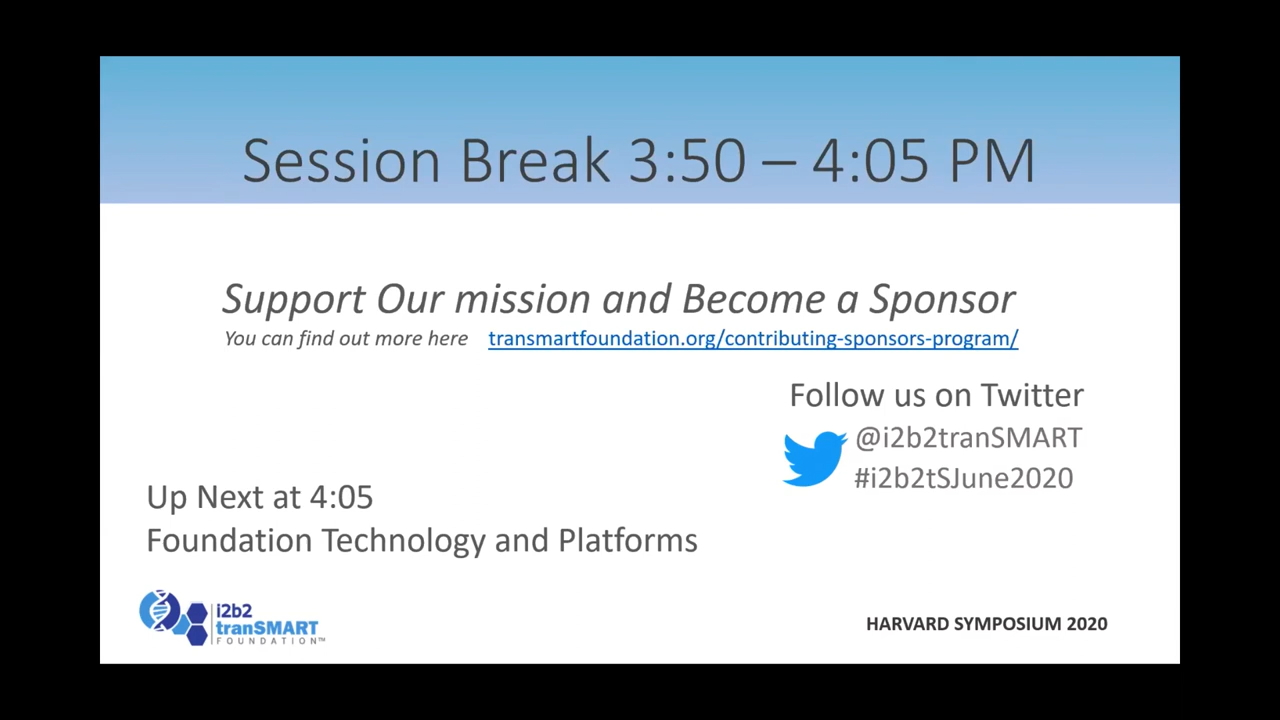 Session Break 3:50 – 4:05 PM
Support Our mission and Become a Sponsor
You can find out more here transmartfoundation.org/contributing-sponsors-program/
Follow us on Twitter
@i2b2tranSMART
#i2b2tSJune2020
Up Next at 4:05
Foundation Technology and Platforms
i2b2
tranSMART
FOUNDATION™
HARVARD SYMPOSIUM 2020